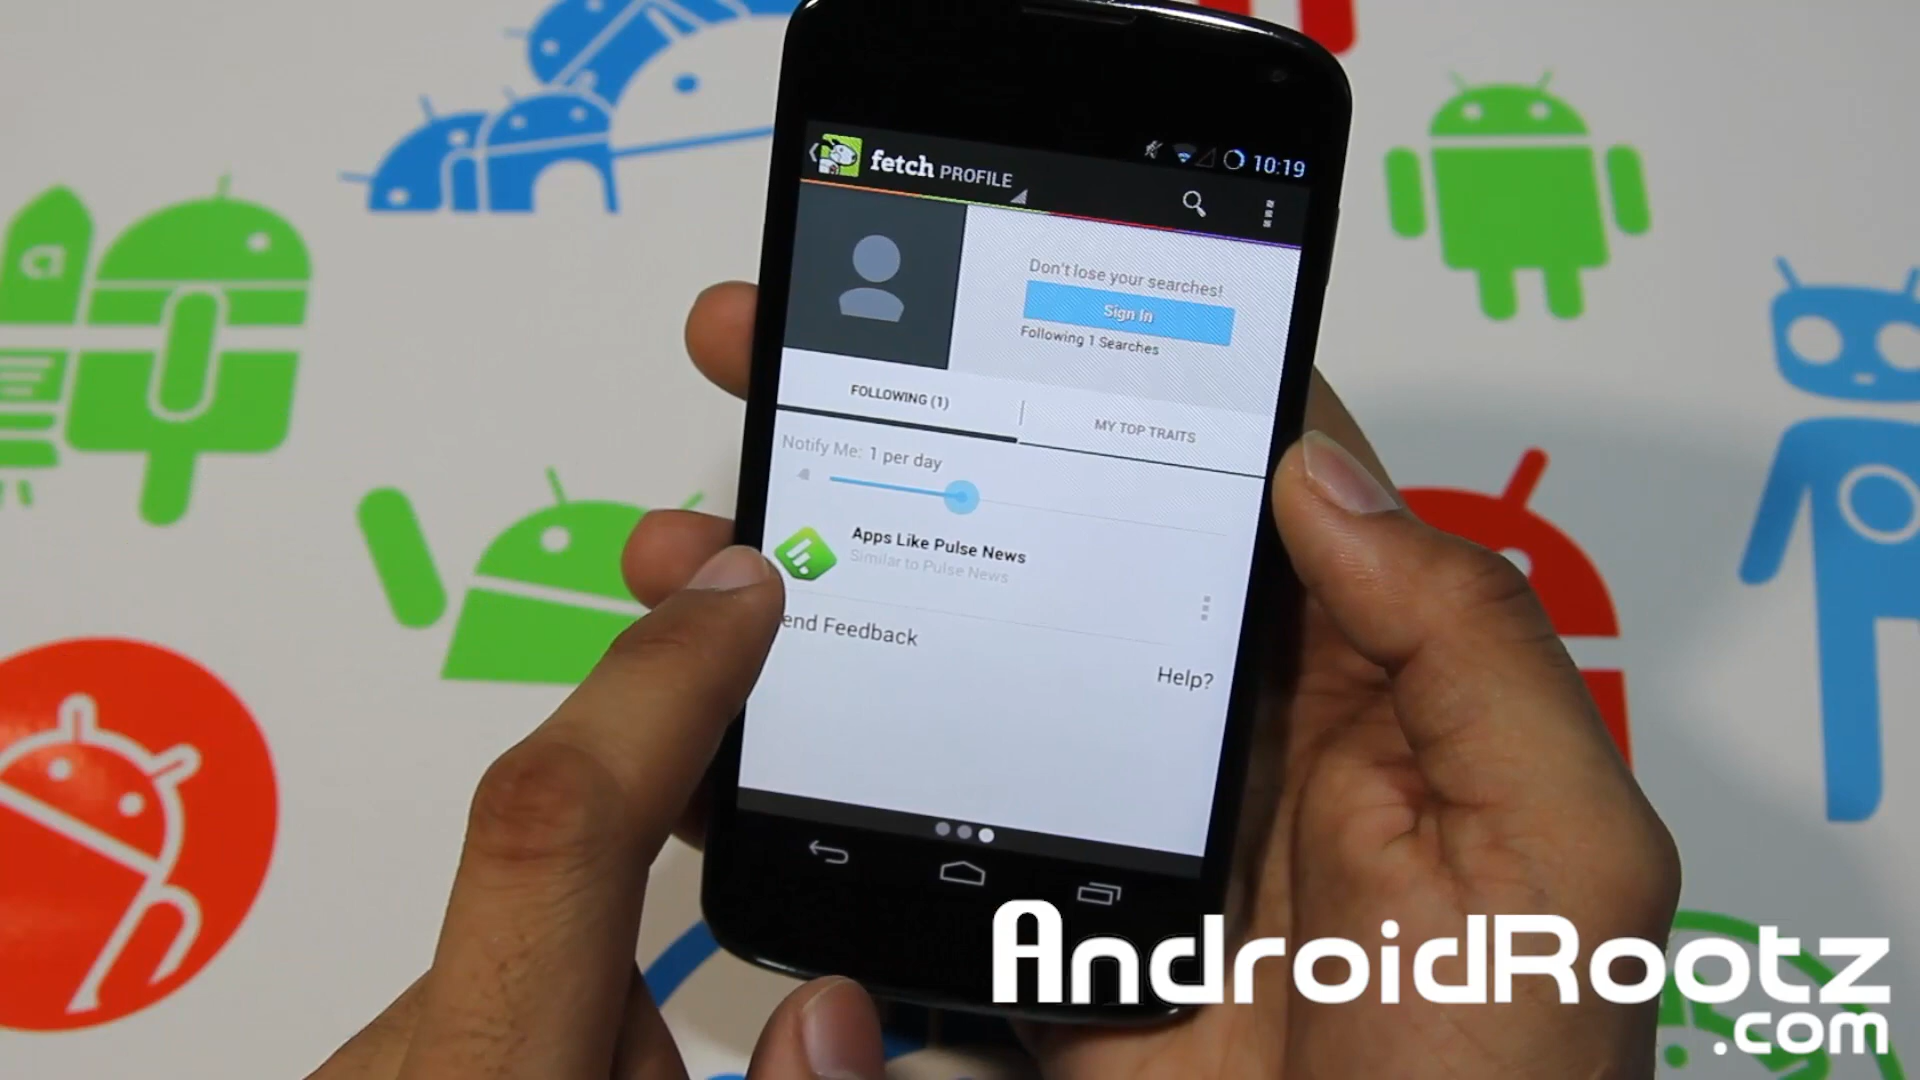 fetch PROFILE
10:19
Don't lose your searches!
Sign In
Following 1 Searches
FOLLOWING (1)
MY TOP TRAITS
Notify Me: 1 per day
Apps Like Pulse News
Similar to Pulse News
end Feedback
Help?
a
AndroidRootz
.com